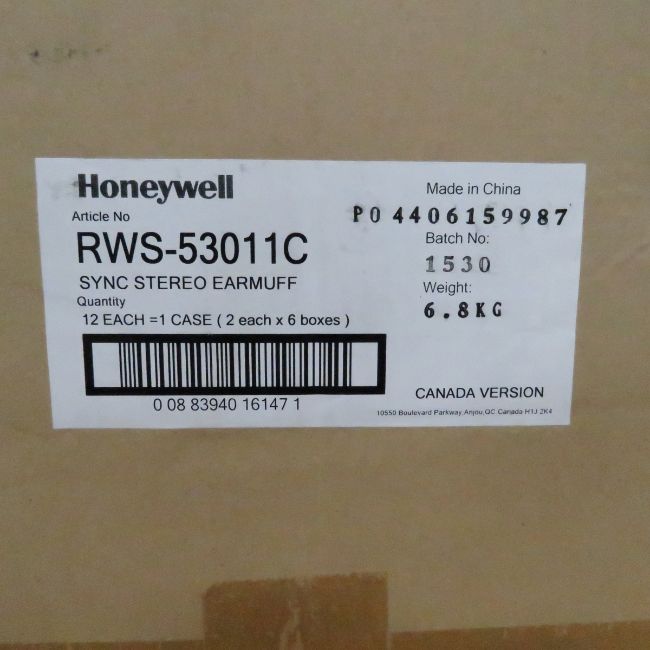 Honeywell
Article No
RWS-53011C
SYNC STEREO EARMUFF
Quantity
12 EACH =1 CASE ( 2 each x 6 boxes )
0 08 83940 16147 1
Made in China
PO 4406159987
Batch No:
1530
Weight:
6.8KG
CANADA VERSION
10550 Boulevard Parkway,Anjou,QC.Canada H1J 2K4